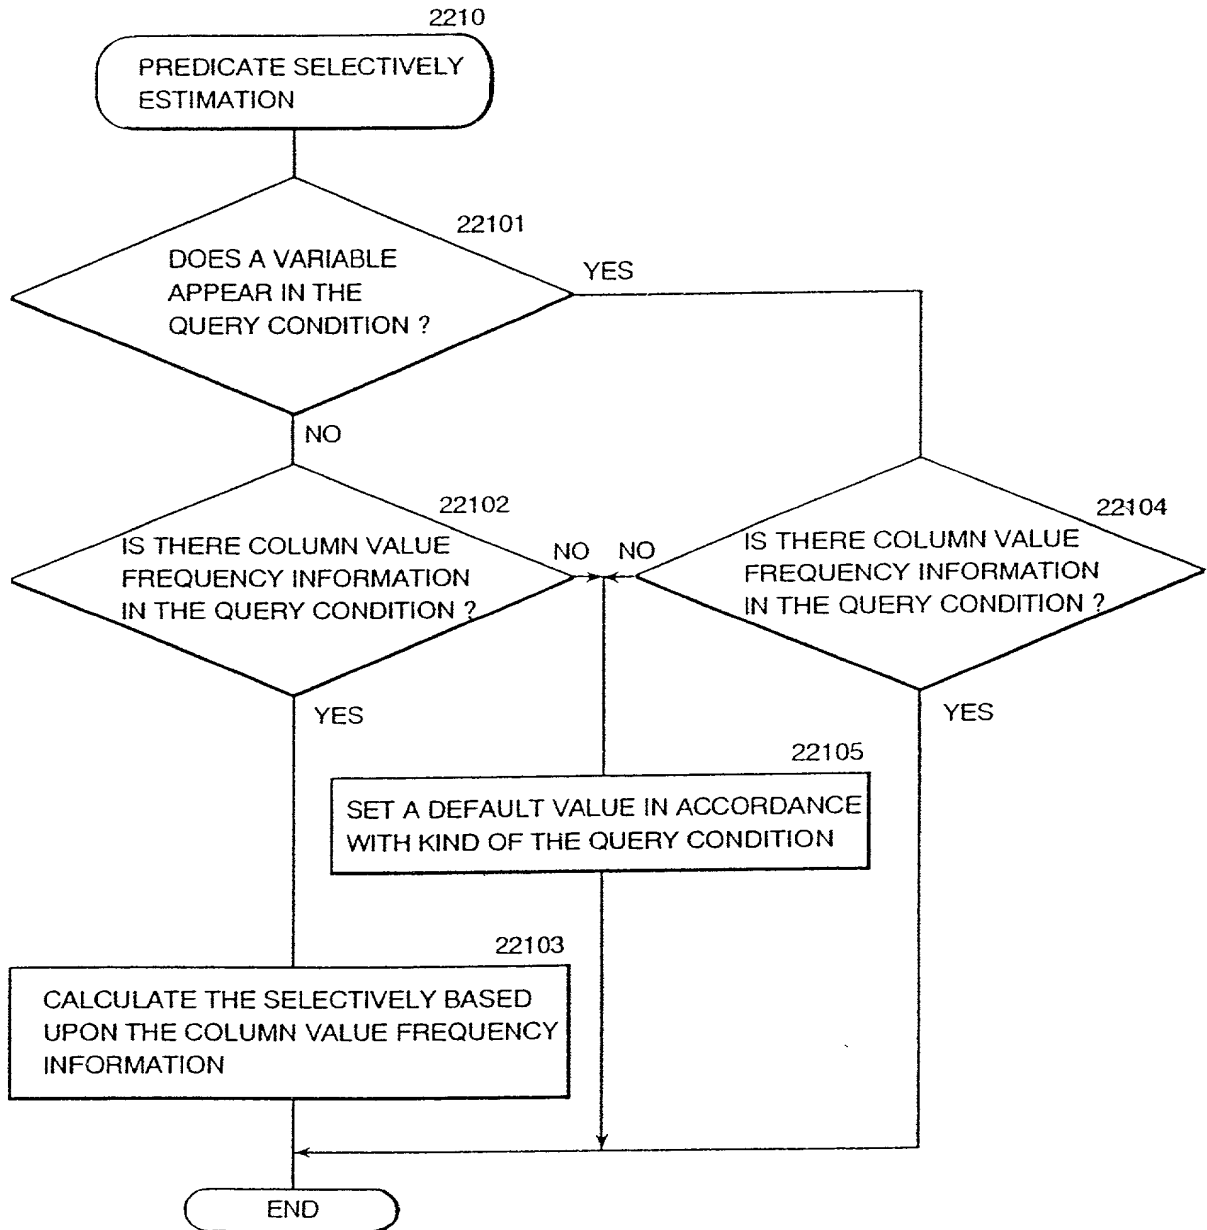 2210
PREDICATE SELECTIVELY
ESTIMATION
22101
DOES A VARIABLE
APPEAR IN THE
QUERY CONDITION ?
YES
NO
22102
IS THERE COLUMN VALUE
FREQUENCY INFORMATION
IN THE QUERY CONDITION ?
NO
NO
22104
IS THERE COLUMN VALUE
FREQUENCY INFORMATION
IN THE QUERY CONDITION ?
YES
YES
22105
SET A DEFAULT VALUE IN ACCORDANCE
WITH KIND OF THE QUERY CONDITION
22103
CALCULATE THE SELECTIVELY BASED
UPON THE COLUMN VALUE FREQUENCY
INFORMATION
END